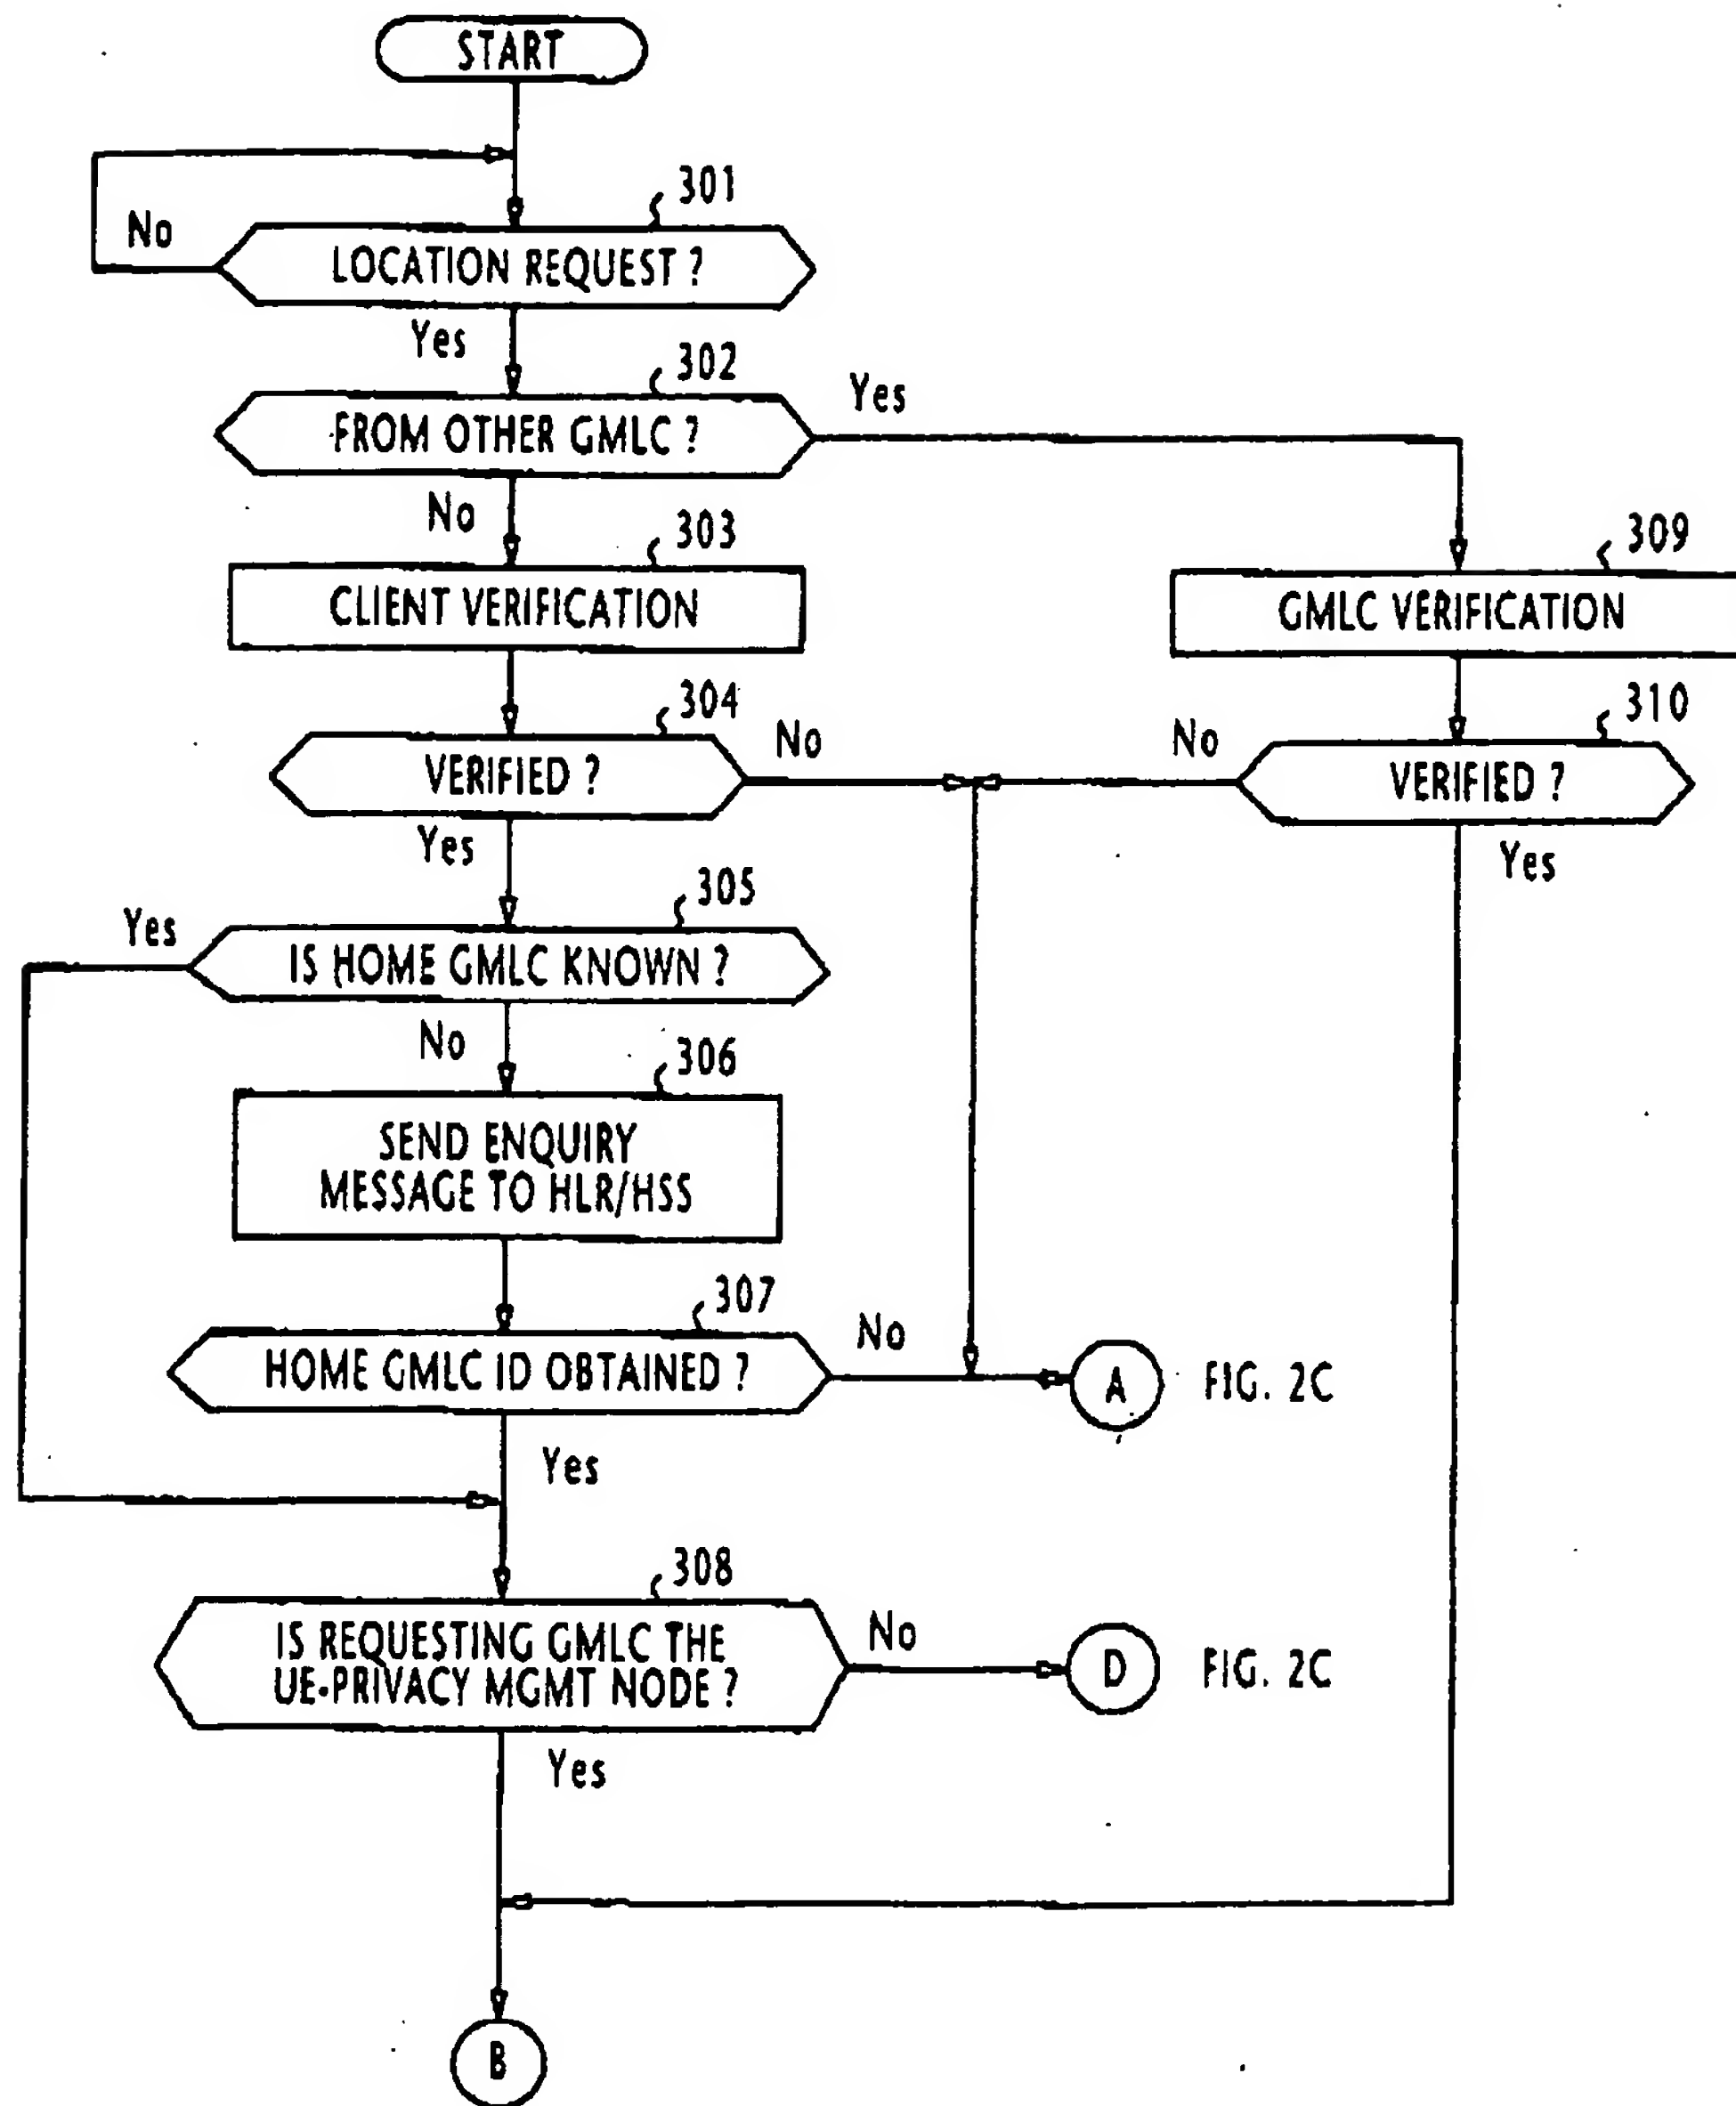 START
301
No
LOCATION REQUEST ?
Yes
302
Yes
FROM OTHER GMLC ?
No
303
309
CLIENT VERIFICATION
GMLC VERIFICATION
304
310
No
No
VERIFIED ?
VERIFIED ?
Yes
Yes
305
Yes
IS HOME GMLC KNOWN ?
No
306
SEND ENQUIRY
MESSAGE TO HLR/HSS
307
No
HOME GMLC ID OBTAINED ?
A
FIG. 2C
Yes
308
No
IS REQUESTING GMLC THE
UE-PRIVACY MGMT NODE ?
D
FIG. 2C
Yes
B